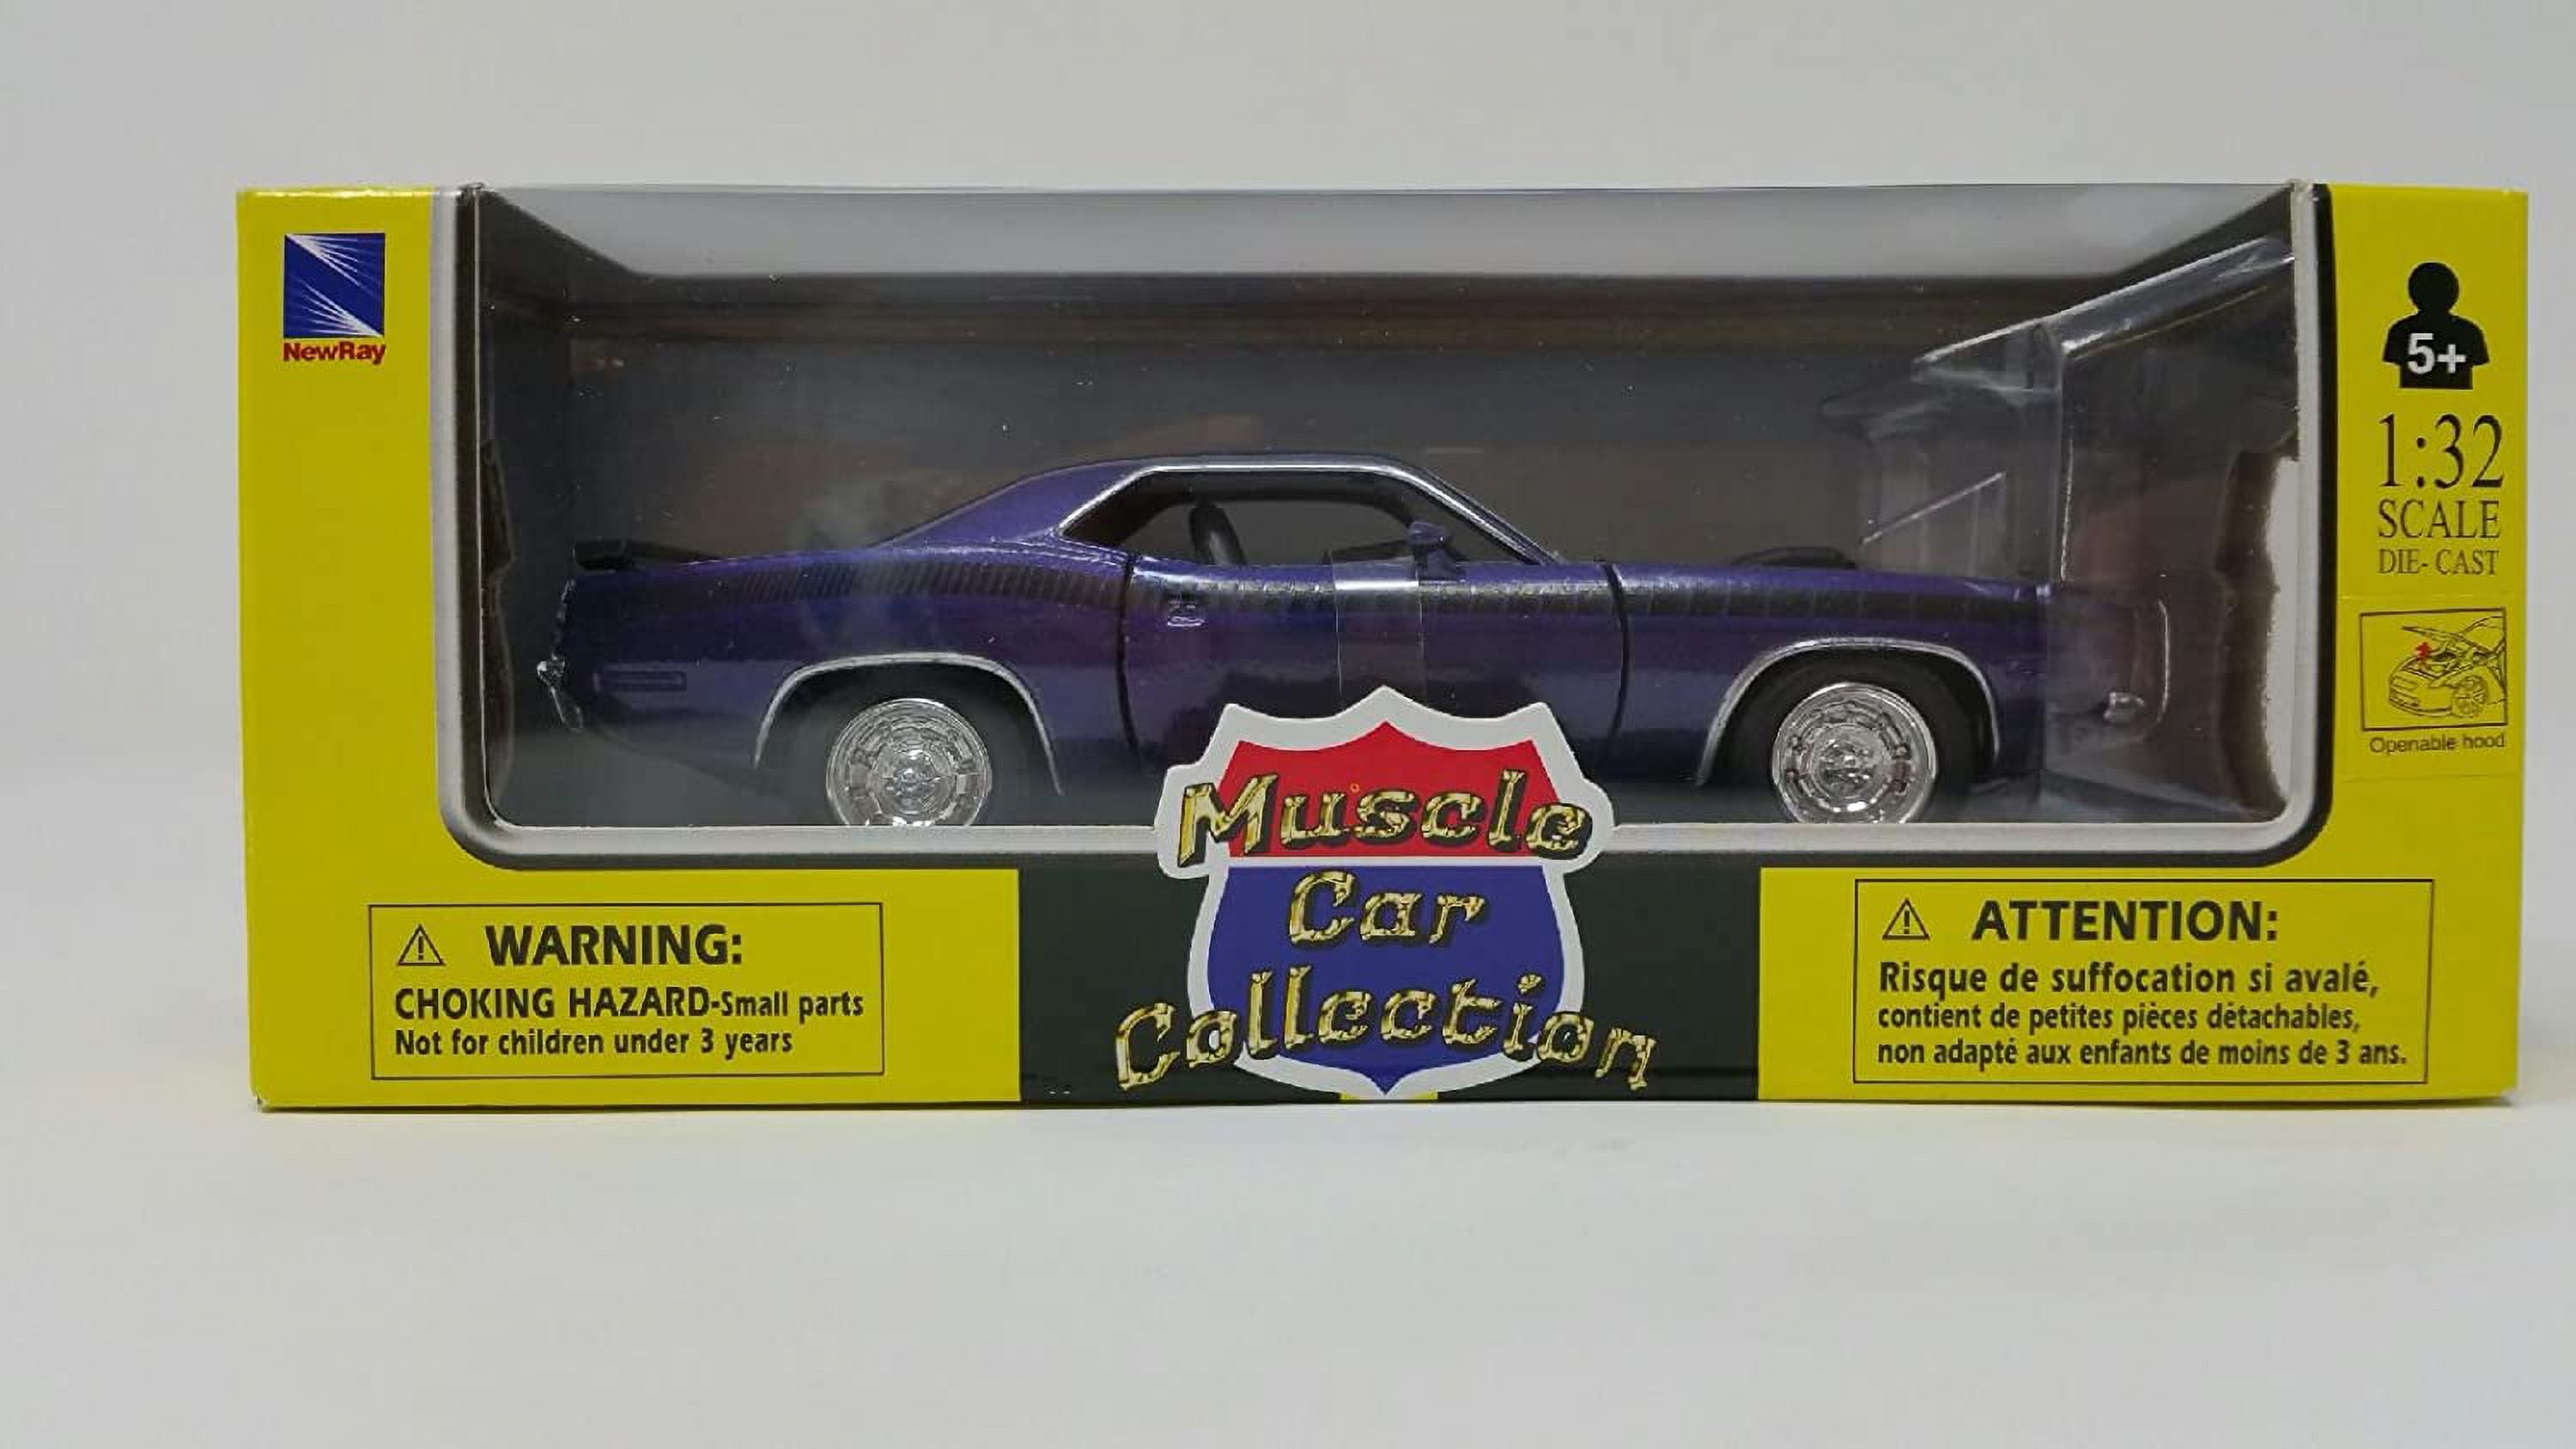 NewRay
5+
1:32
SCALE
DIE-CAST
Openable hood
Muscle
Car
Collection
WARNING:
CHOKING HAZARD-Small parts
Not for children under 3 years
ATTENTION:
Risque de suffocation si avalé,
contient de petites pièces détachables,
non adapté aux enfants de moins de 3 ans.